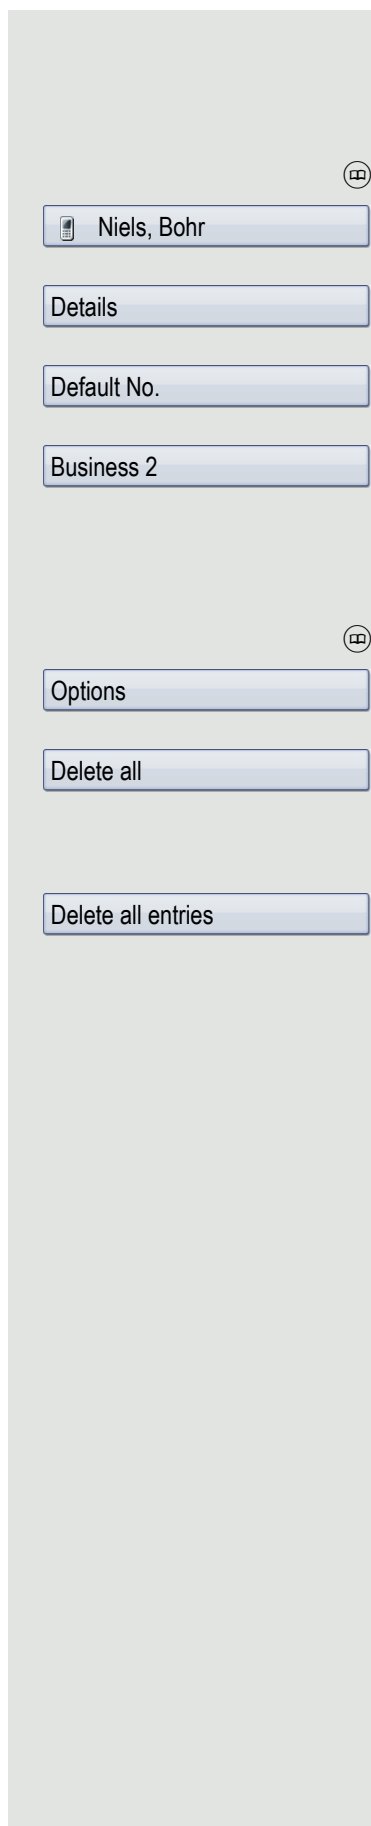 Niels, Bohr
Details
Default No.
Business 2
Options
Delete all
Delete all entries